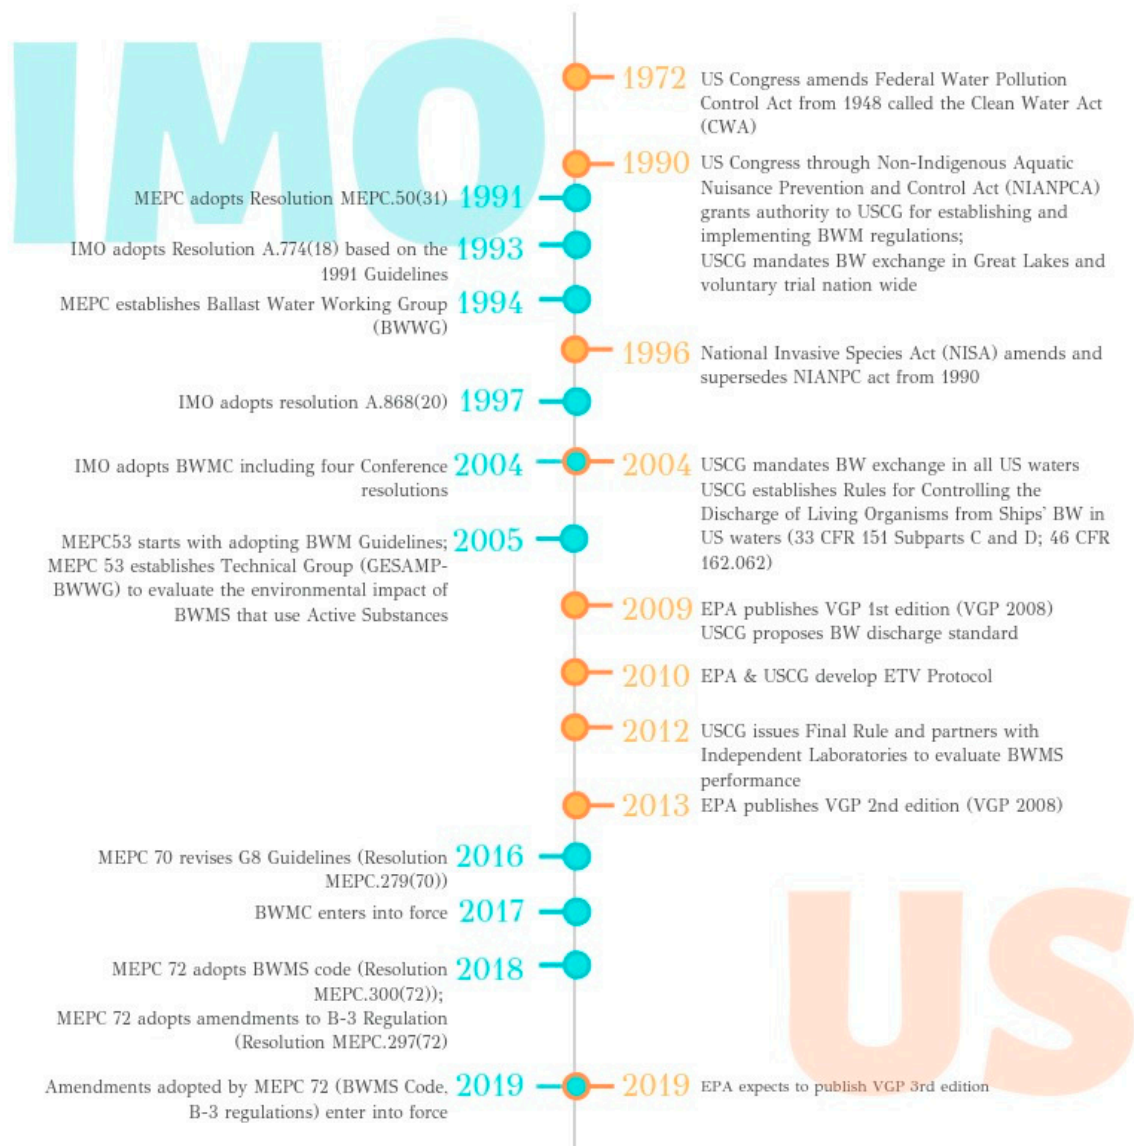 IMO
1972 US Congress amends Federal Water Pollution
Control Act from 1948 called the Clean Water Act
(CWA)
1990 US Congress through Non-Indigenous Aquatic
Nuisance Prevention and Control Act (NIANPCA)
grants authority to USCG for establishing and
implementing BWM regulations;
USCG mandates BW exchange in Great Lakes and
voluntary trial nation wide
MEPC adopts Resolution MEPC.50(31) 1991
IMO adopts Resolution A.774(18) based on the 1993
1991 Guidelines
MEPC establishes Ballast Water Working Group 1994
(BWWG)
1996 National Invasive Species Act (NISA) amends and
supersedes NIANPC act from 1990
IMO adopts resolution A.868(20) 1997
IMO adopts BWMC including four Conference 2004
resolutions
2004 USCG mandates BW exchange in all US waters
USCG establishes Rules for Controlling the
Discharge of Living Organisms from Ships' BW in
US waters (33 CFR 151 Subparts C and D; 46 CFR
162.062)
MEPC53 starts with adopting BWM Guidelines; 2005
MEPC 53 establishes Technical Group (GESAMP-
BWWG) to evaluate the environmental impact of
BWMS that use Active Substances
2009 EPA publishes VGP 1st edition (VGP 2008)
USCG proposes BW discharge standard
2010 EPA & USCG develop ETV Protocol
2012 USCG issues Final Rule and partners with
Independent Laboratories to evaluate BWMS
performance
2013 EPA publishes VGP 2nd edition (VGP 2008)
MEPC 70 revises G8 Guidelines (Resolution 2016
MEPC.279(70))
BWMC enters into force 2017
MEPC 72 adopts BWMS code (Resolution 2018
MEPC.300(72));
MEPC 72 adopts amendments to B-3 Regulation
(Resolution MEPC.297(72)
Amendments adopted by MEPC 72 (BWMS Code, 2019
B-3 regulations) enter into force
2019 EPA expects to publish VGP 3rd edition
US